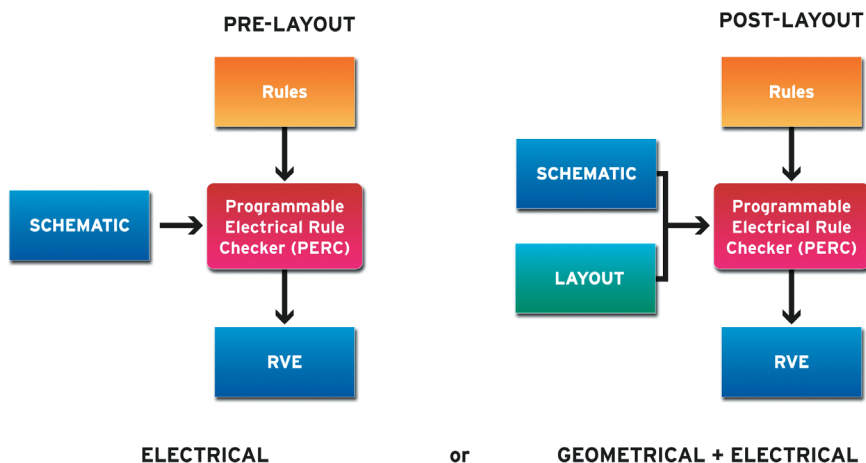 PRE-LAYOUT
Rules
SCHEMATIC
Programmable
Electrical Rule
Checker (PERC)
RVE
ELECTRICAL
or
POST-LAYOUT
Rules
SCHEMATIC
LAYOUT
Programmable
Electrical Rule
Checker (PERC)
RVE
GEOMETRICAL + ELECTRICAL